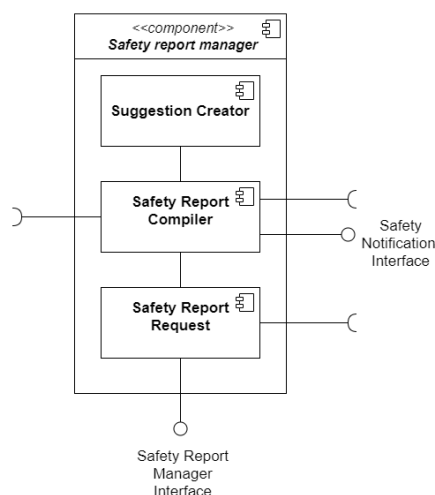 <<component>>
Safety report manager
Suggestion Creator
Safety Report
Compiler
Safety
Notification
Interface
Safety Report
Request
Safety Report
Manager
Interface